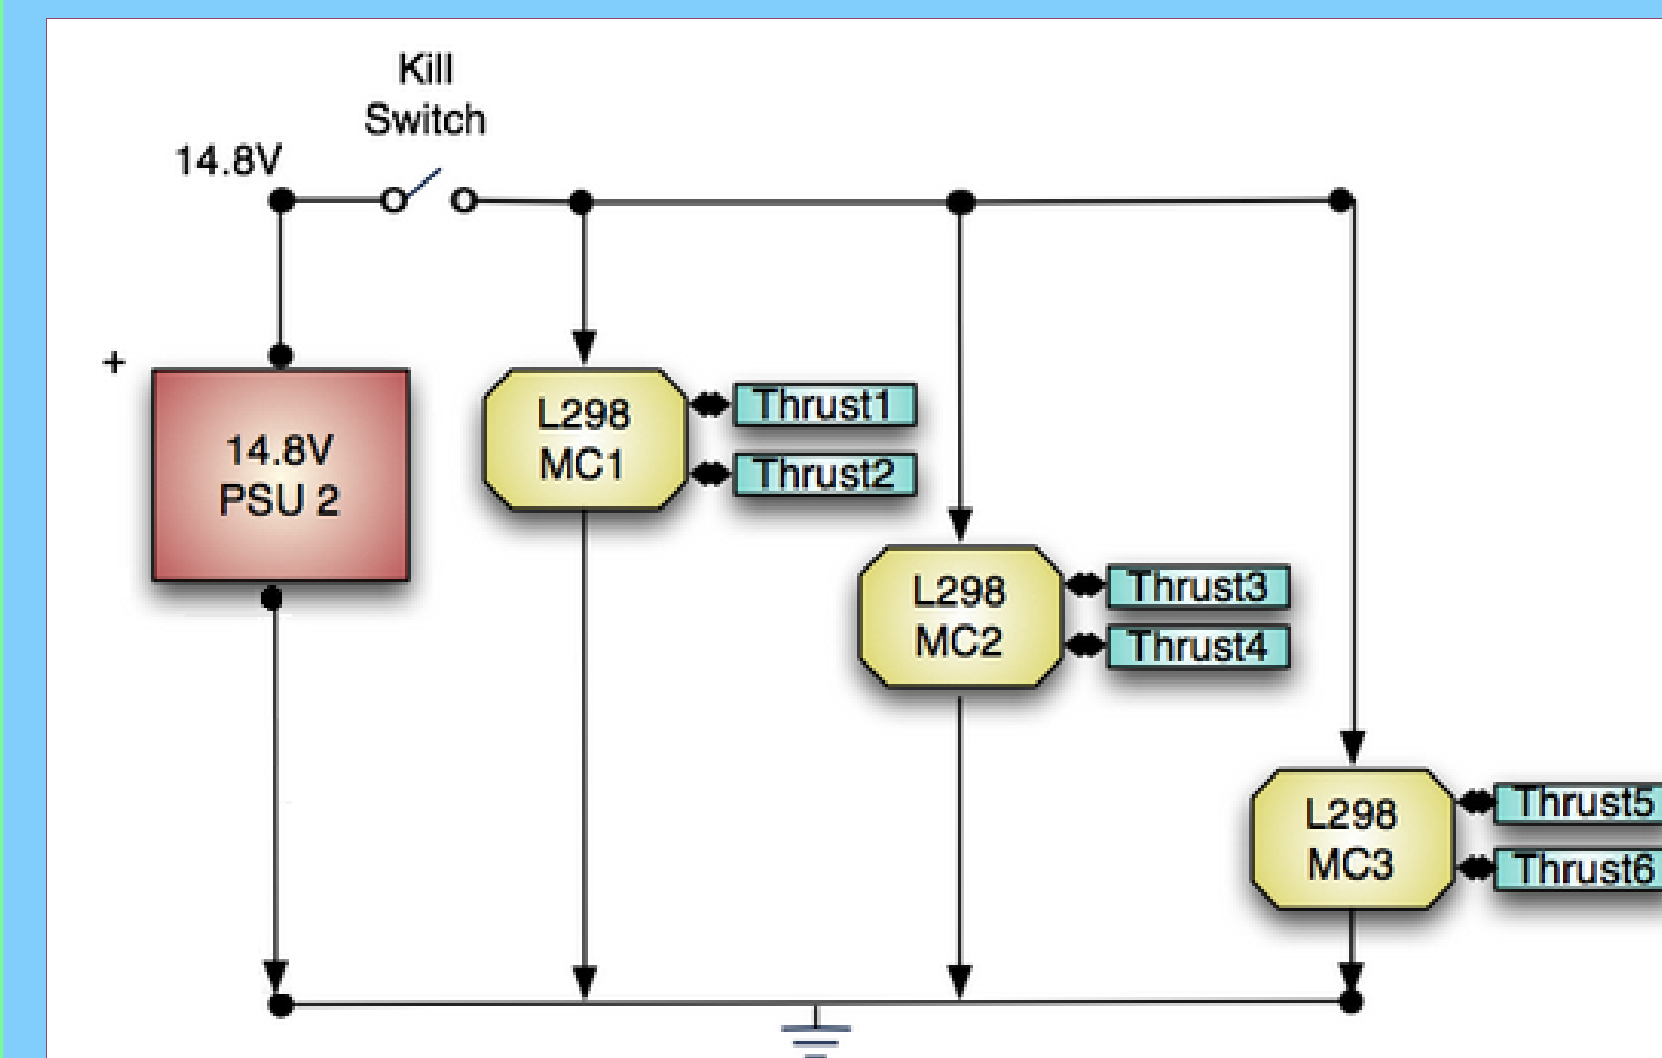 Kill
Switch
14.8V
+
14.8V
PSU 2
L298
MC1
Thrust1
Thrust2
L298
MC2
Thrust3
Thrust4
L298
MC3
Thrust5
Thrust6